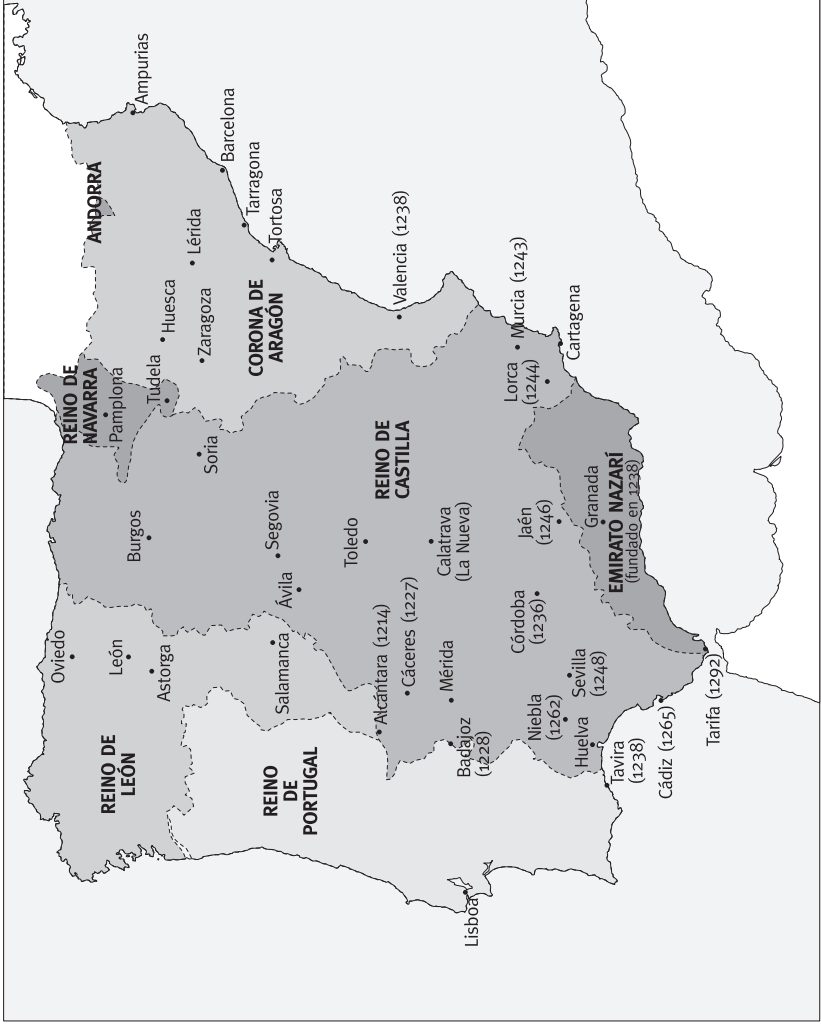 Oviedo
REINO DE
NAVARRA
Pamplona
ANDORRA
Ampurias
León
REINO DE
LEÓN
Astorga
Burgos
Tudela
Huesca
Lérida
Zaragoza
Soria
Barcelona
Tarragona
Tortosa
CORONA DE
ARAGÓN
Salamanca
Ávila
Segovia
REINO
DE
PORTUGAL
Toledo
REINO DE
CASTILLA
Valencia (1238)
Alcántara (1214)
Cáceres (1227)
Mérida
Calatrava
(La Nueva)
Lisboa
Badajoz
(1228)
Córdoba
(1236)
Jaén
(1246)
Lorca
(1244)
Murcia (1243)
Cartagena
Niebla
(1262)
Huelva
Sevilla
(1248)
Granada
EMIRATO NAZARÍ
(fundado en 1238)
Tavira
(1238)
Cádiz (1265)
Tarifa (1292)